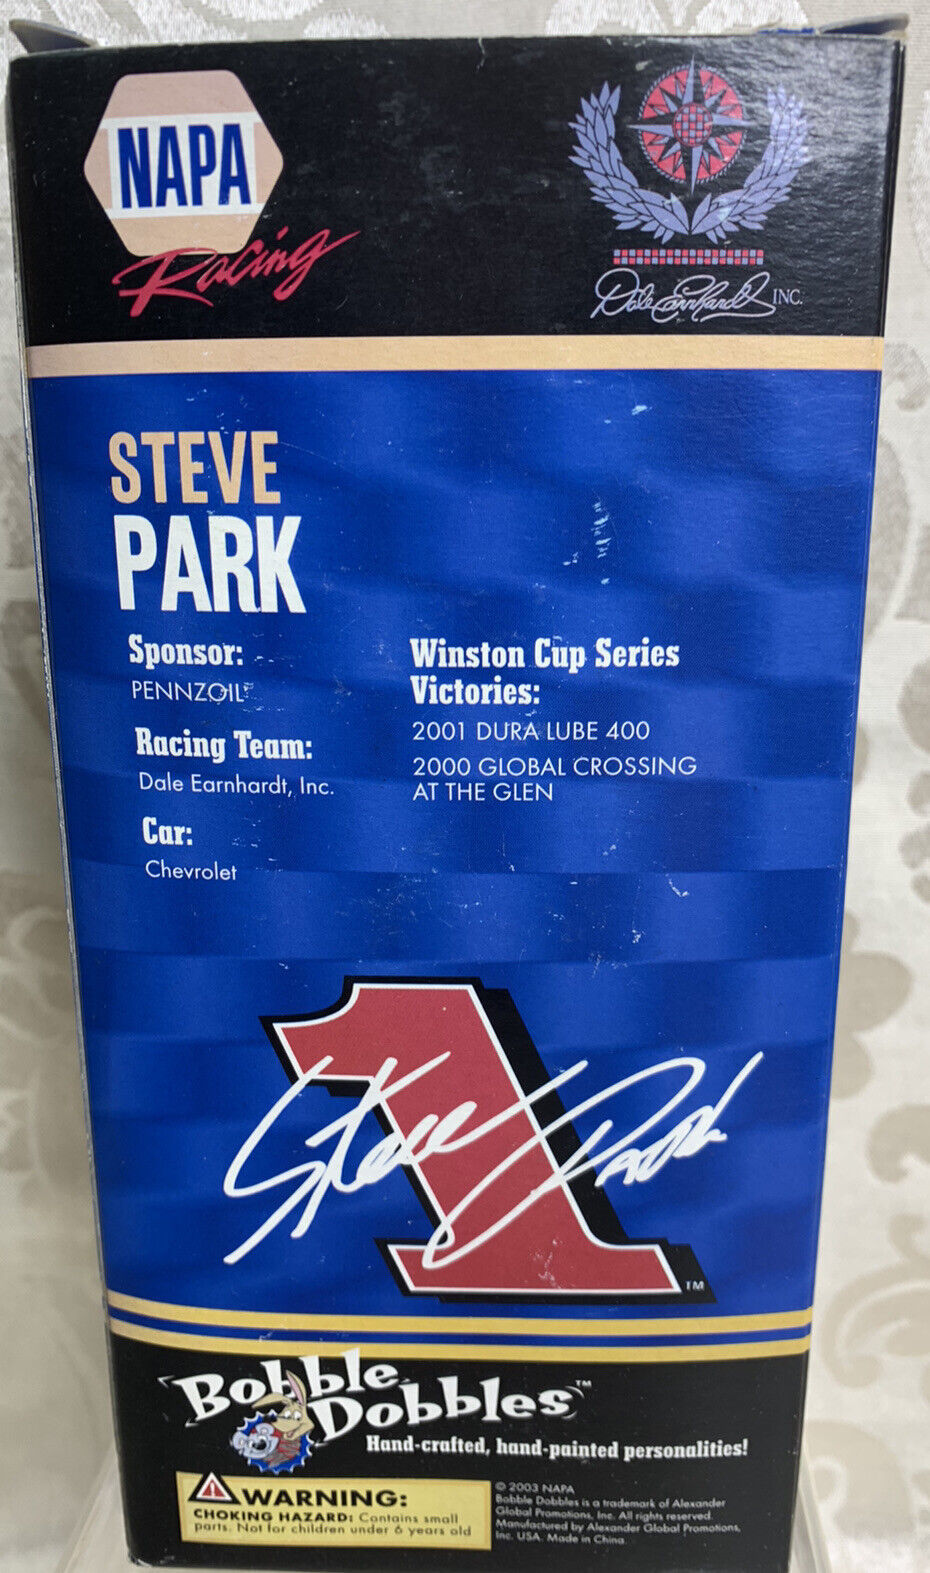 NAPA
Racing
Dale Earnhardt INC.
STEVE
PARK
Sponsor:
PENNZOIL
Racing Team:
Dale Earnhardt, Inc.
Car:
Chevrolet
Winston Cup Series
Victories:
2001 DURA LUBE 400
2000 GLOBAL CROSSING
AT THE GLEN
1
Steve Park
TM
Bobble
Dobbles™
Hand-crafted, hand-painted personalities!
WARNING:
CHOKING HAZARD: Contains small
parts. Not for children under 6 years old
© 2003 NAPA
Bobble Dobbles is a trademark of Alexander
Global Promotions, Inc. All rights reserved.
Manufactured by Alexander Global Promotions,
Inc. USA. Made in China.